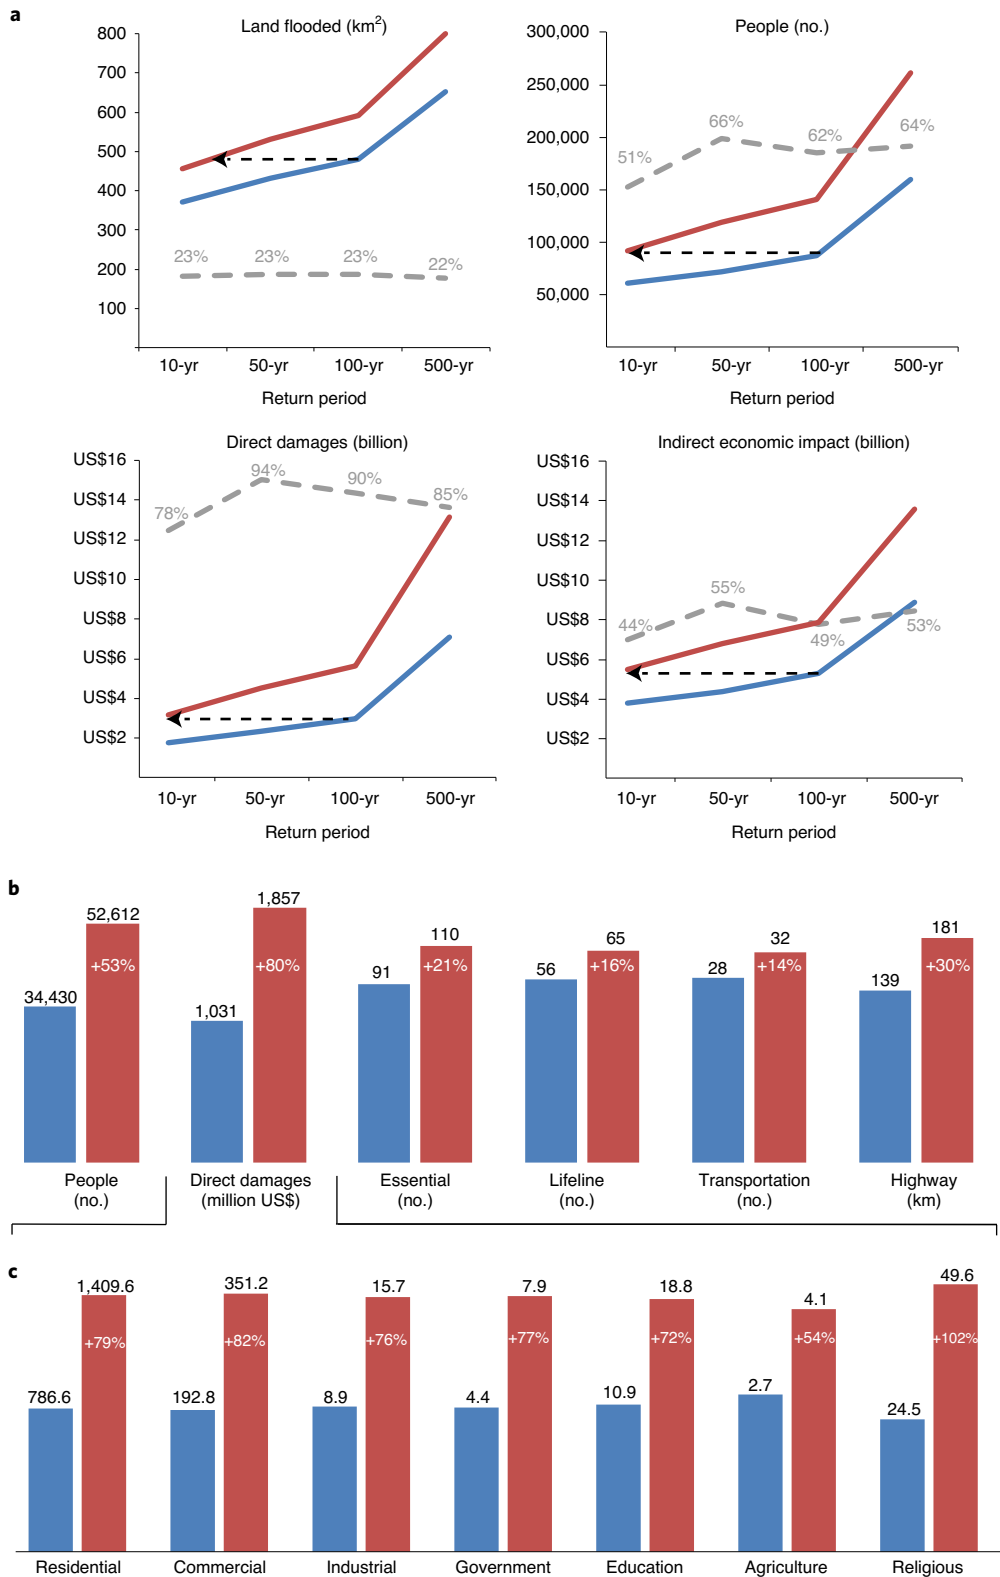 a
Land flooded (km²)
800
700
600
500
400
300
200
100
23%
23%
23%
22%
10-yr
50-yr
100-yr
500-yr
Return period
People (no.)
300,000
250,000
200,000
150,000
100,000
50,000
51%
66%
62%
64%
10-yr
50-yr
100-yr
500-yr
Return period
Direct damages (billion)
US$16
US$14
US$12
US$10
US$8
US$6
US$4
US$2
78%
94%
90%
85%
10-yr
50-yr
100-yr
500-yr
Return period
Indirect economic impact (billion)
US$16
US$14
US$12
US$10
US$8
US$6
US$4
US$2
44%
55%
49%
53%
10-yr
50-yr
100-yr
500-yr
Return period
b
34,430
52,612
+53%
People
(no.)
1,031
1,857
+80%
Direct damages
(million US$)
91
110
+21%
Essential
(no.)
56
65
+16%
Lifeline
(no.)
28
32
+14%
Transportation
(no.)
139
181
+30%
Highway
(km)
c
786.6
1,409.6
+79%
Residential
192.8
351.2
+82%
Commercial
8.9
15.7
+76%
Industrial
4.4
7.9
+77%
Government
10.9
18.8
+72%
Education
2.7
4.1
+54%
Agriculture
24.5
49.6
+102%
Religious